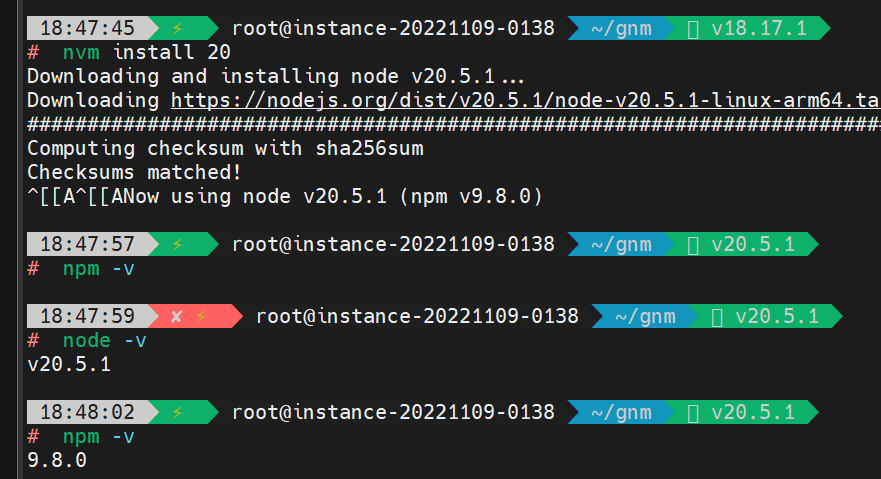 18:47:45 ⚡ root@instance-20221109-0138 ~/gnm v18.17.1
# nvm install 20
Downloading and installing node v20.5.1...
Downloading https://nodejs.org/dist/v20.5.1/node-v20.5.1-linux-arm64.ta
########################################################################
Computing checksum with sha256sum
Checksums matched!
^[[A^[[ANow using node v20.5.1 (npm v9.8.0)
18:47:57 ⚡ root@instance-20221109-0138 ~/gnm v20.5.1
# npm -v
18:47:59 ✘ ⚡ root@instance-20221109-0138 ~/gnm v20.5.1
# node -v
v20.5.1
18:48:02 ⚡ root@instance-20221109-0138 ~/gnm v20.5.1
# npm -v
9.8.0